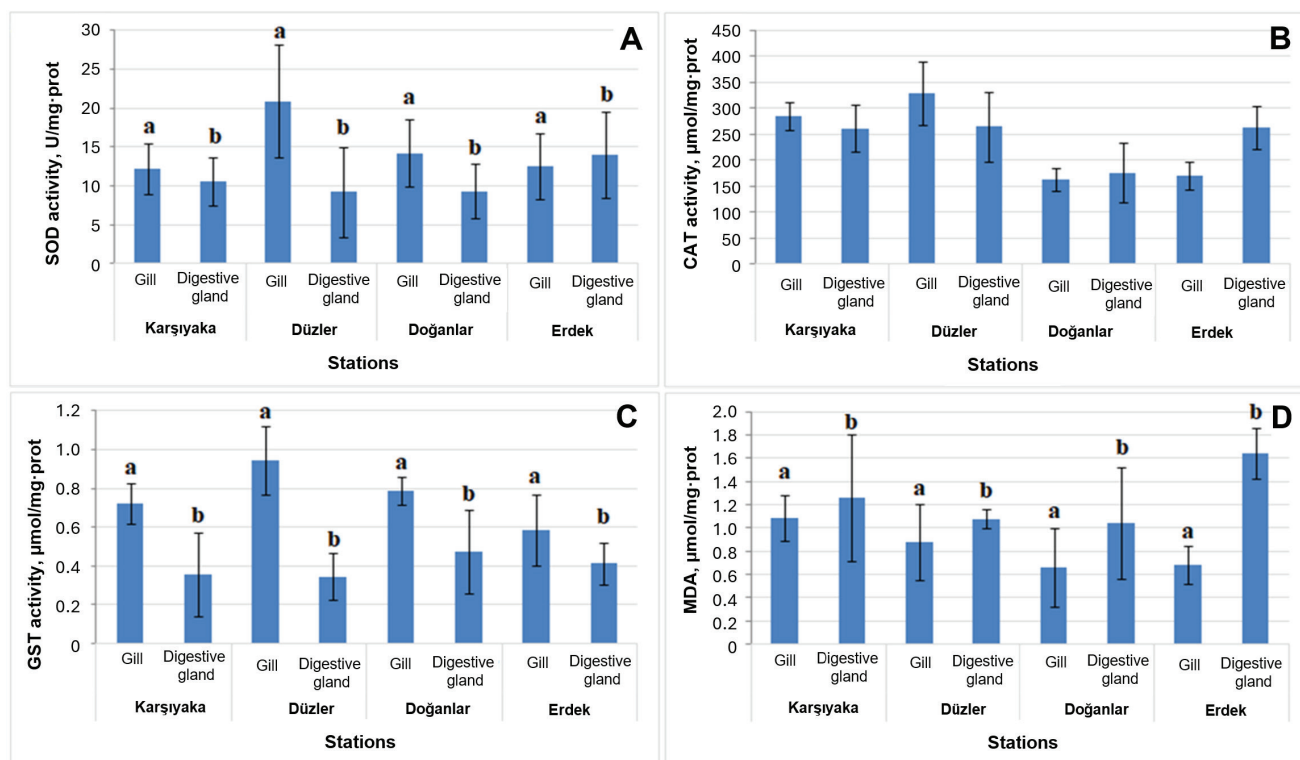 A
SOD activity, U/mg·prot
30
25
20
15
10
5
0
a
b
a
b
a
b
a
b
Gill
Digestive
gland
Gill
Digestive
gland
Gill
Digestive
gland
Gill
Digestive
gland
Karşıyaka
Düzler
Doğanlar
Erdek
Stations
B
CAT activity, µmol/mg·prot
450
400
350
300
250
200
150
100
50
0
Gill
Digestive
gland
Gill
Digestive
gland
Gill
Digestive
gland
Gill
Digestive
gland
Karşıyaka
Düzler
Doğanlar
Erdek
Stations
C
GST activity, µmol/mg·prot
1.2
1.0
0.8
0.6
0.4
0.2
0
a
b
a
b
a
b
a
b
Gill
Digestive
gland
Gill
Digestive
gland
Gill
Digestive
gland
Gill
Digestive
gland
Karşıyaka
Düzler
Doğanlar
Erdek
Stations
D
MDA, µmol/mg·prot
2.0
1.8
1.6
1.4
1.2
1.0
0.8
0.6
0.4
0.2
0
a
b
a
b
a
b
a
b
Gill
Digestive
gland
Gill
Digestive
gland
Gill
Digestive
gland
Gill
Digestive
gland
Karşıyaka
Düzler
Doğanlar
Erdek
Stations